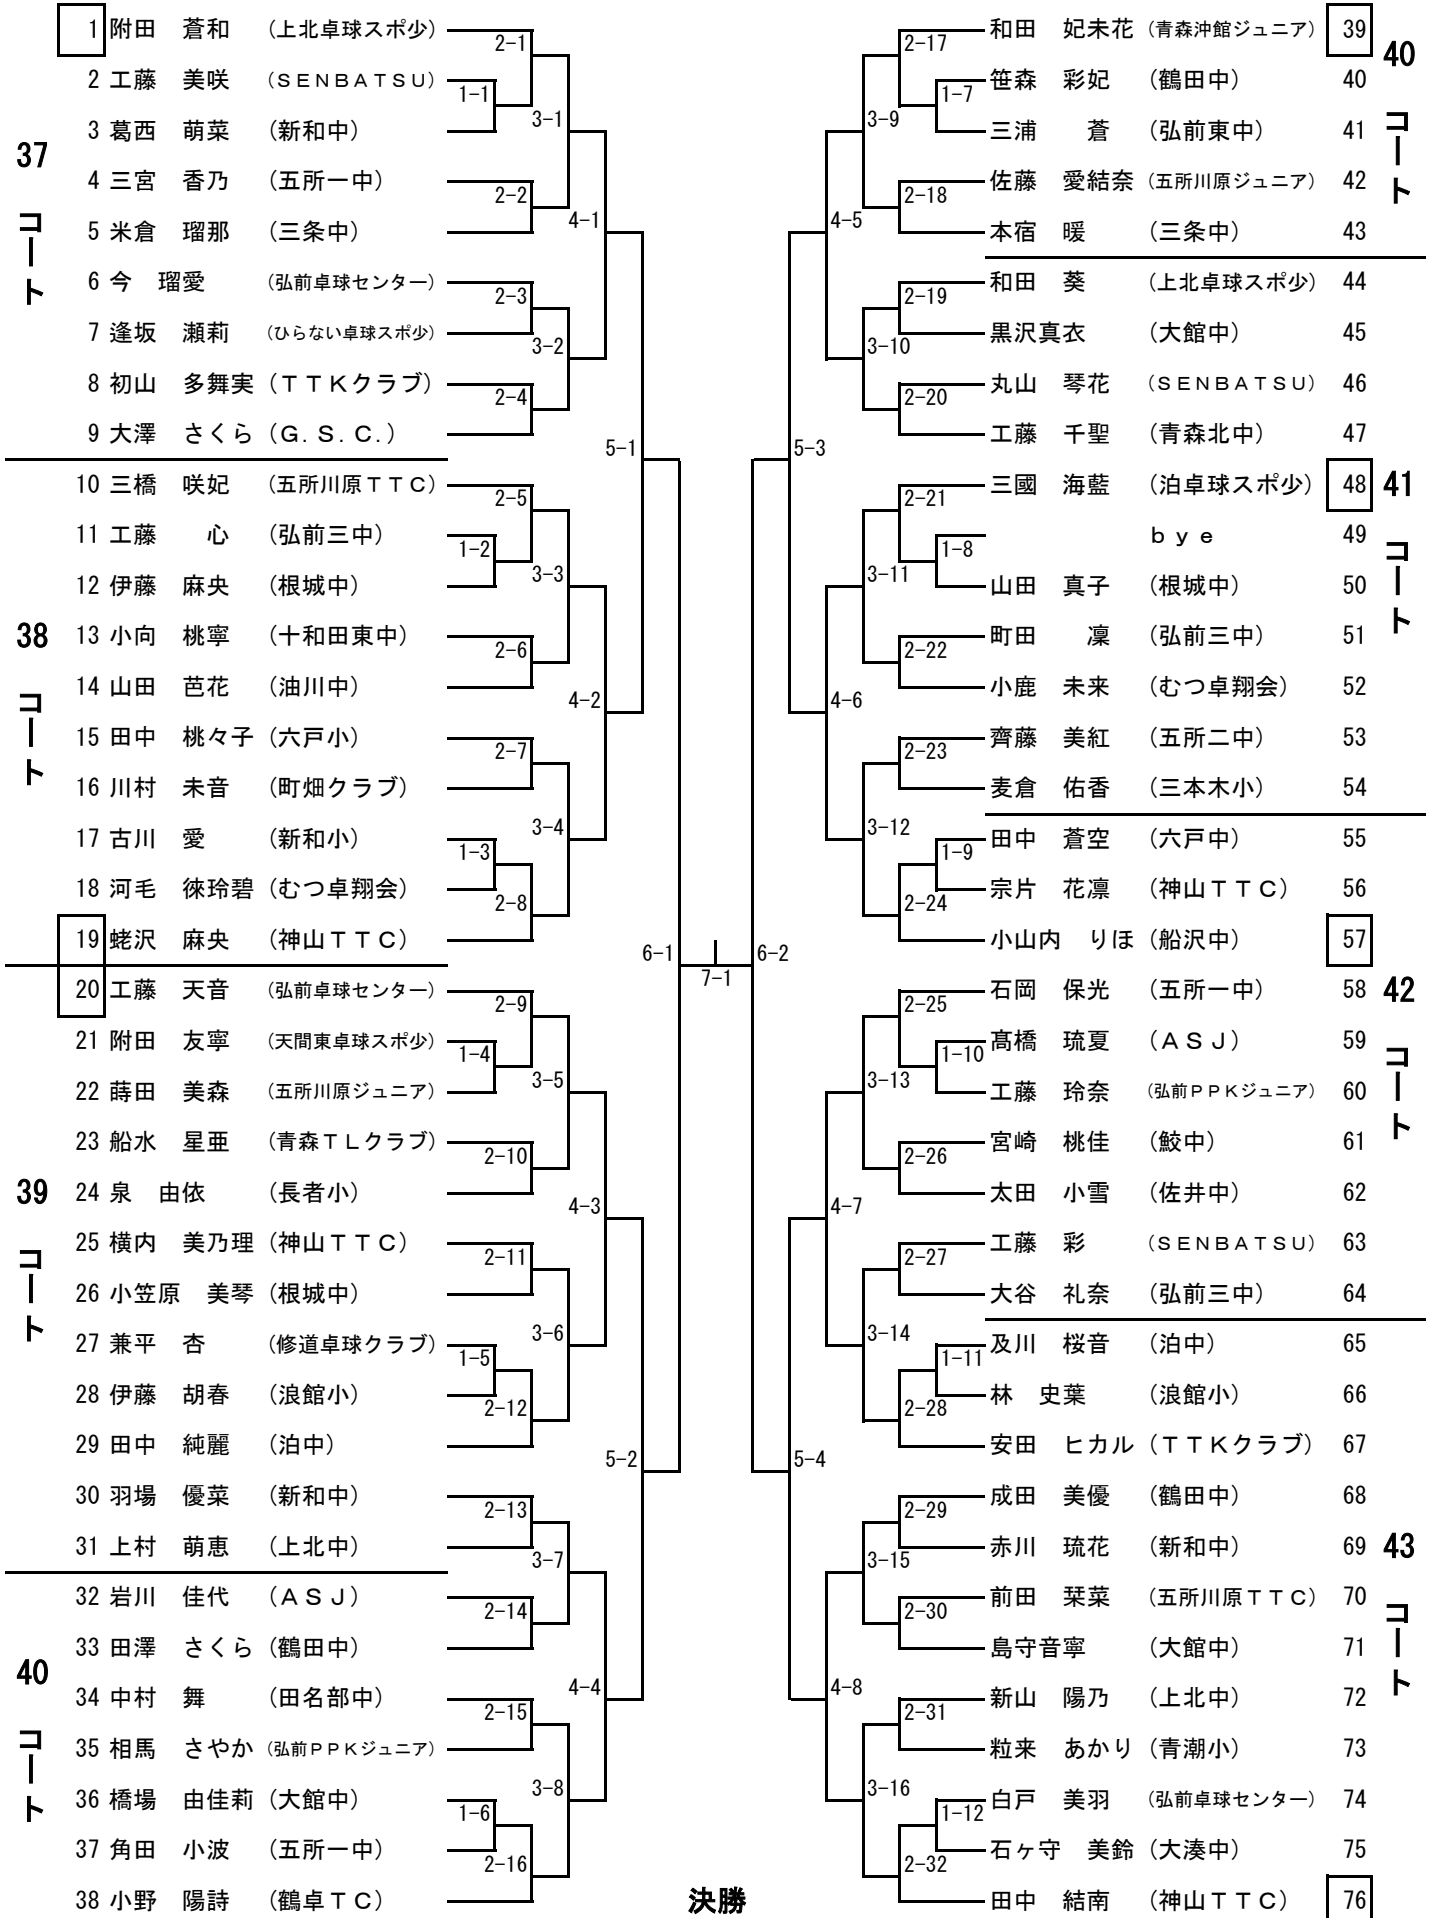 37 コート
1 附田　蒼和 （上北卓球スポ少）
2 工藤　美咲 （ＳＥＮＢＡＴＳＵ）
3 葛西　萌菜 （新和中）
4 三宮　香乃 （五所一中）
5 米倉　瑠那 （三条中）
6 今　瑠愛 （弘前卓球センター）
7 逢坂　瀬莉 （ひらない卓球スポ少）
8 初山　多舞実 （ＴＴＫクラブ）
9 大澤　さくら （Ｇ．Ｓ．Ｃ．）
38 コート
10 三橋　咲妃 （五所川原ＴＴＣ）
11 工藤　　心 （弘前三中）
12 伊藤　麻央 （根城中）
13 小向　桃寧 （十和田東中）
14 山田　芭花 （油川中）
15 田中　桃々子 （六戸小）
16 川村　未音 （町畑クラブ）
17 古川　愛 （新和小）
18 河毛　徠玲碧 （むつ卓翔会）
19 蛯沢　麻央 （神山ＴＴＣ）
39 コート
20 工藤　天音 （弘前卓球センター）
21 附田　友寧 （天間東卓球スポ少）
22 蒔田　美森 （五所川原ジュニア）
23 船水　星亜 （青森ＴＬクラブ）
24 泉　由依 （長者小）
25 横内　美乃理 （神山ＴＴＣ）
26 小笠原　美琴 （根城中）
27 兼平　杏 （修道卓球クラブ）
28 伊藤　胡春 （浪館小）
29 田中　純麗 （泊中）
30 羽場　優菜 （新和中）
31 上村　萌恵 （上北中）
40 コート
32 岩川　佳代 （ＡＳＪ）
33 田澤　さくら （鶴田中）
34 中村　舞 （田名部中）
35 相馬　さやか （弘前ＰＰＫジュニア）
36 橋場　由佳莉 （大館中）
37 角田　小波 （五所一中）
38 小野　陽詩 （鶴卓ＴＣ）
1-1
1-2
1-3
1-4
1-5
1-6
2-1
2-2
2-3
2-4
2-5
2-6
2-7
2-8
2-9
2-10
2-11
2-12
2-13
2-14
2-15
2-16
3-1
3-2
3-3
3-4
3-5
3-6
3-7
3-8
4-1
4-2
4-3
4-4
5-1
5-2
6-1
7-1
6-2
5-3
5-4
4-5
4-6
4-7
4-8
3-9
3-10
3-11
3-12
3-13
3-14
3-15
3-16
2-17
2-18
2-19
2-20
2-21
2-22
2-23
2-24
2-25
2-26
2-27
2-28
2-29
2-30
2-31
2-32
1-7
1-8
1-9
1-10
1-11
1-12
和田　妃未花 （青森沖館ジュニア） 39
笹森　彩妃 （鶴田中） 40
三浦　　蒼 （弘前東中） 41
佐藤　愛結奈 （五所川原ジュニア） 42
本宿　暖 （三条中） 43
40 コート
和田　葵 （上北卓球スポ少） 44
黒沢真衣 （大館中） 45
丸山　琴花 （ＳＥＮＢＡＴＳＵ） 46
工藤　千聖 （青森北中） 47
三國　海藍 （泊卓球スポ少） 48
ｂｙｅ 49
山田　真子 （根城中） 50
町田　　凜 （弘前三中） 51
小鹿　未来 （むつ卓翔会） 52
齊藤　美紅 （五所二中） 53
麦倉　佑香 （三本木小） 54
41 コート
田中　蒼空 （六戸中） 55
宗片　花凛 （神山ＴＴＣ） 56
小山内　りほ （船沢中） 57
石岡　保光 （五所一中） 58
髙橋　琉夏 （ＡＳＪ） 59
工藤　玲奈 （弘前ＰＰＫジュニア） 60
宮崎　桃佳 （鮫中） 61
太田　小雪 （佐井中） 62
工藤　彩 （ＳＥＮＢＡＴＳＵ） 63
大谷　礼奈 （弘前三中） 64
42 コート
及川　桜音 （泊中） 65
林　史葉 （浪館小） 66
安田　ヒカル （ＴＴＫクラブ） 67
成田　美優 （鶴田中） 68
赤川　琉花 （新和中） 69
前田　栞菜 （五所川原ＴＴＣ） 70
島守音寧 （大館中） 71
新山　陽乃 （上北中） 72
粒来　あかり （青潮小） 73
白戸　美羽 （弘前卓球センター） 74
石ヶ守　美鈴 （大湊中） 75
田中　結南 （神山ＴＴＣ） 76
43 コート
決勝